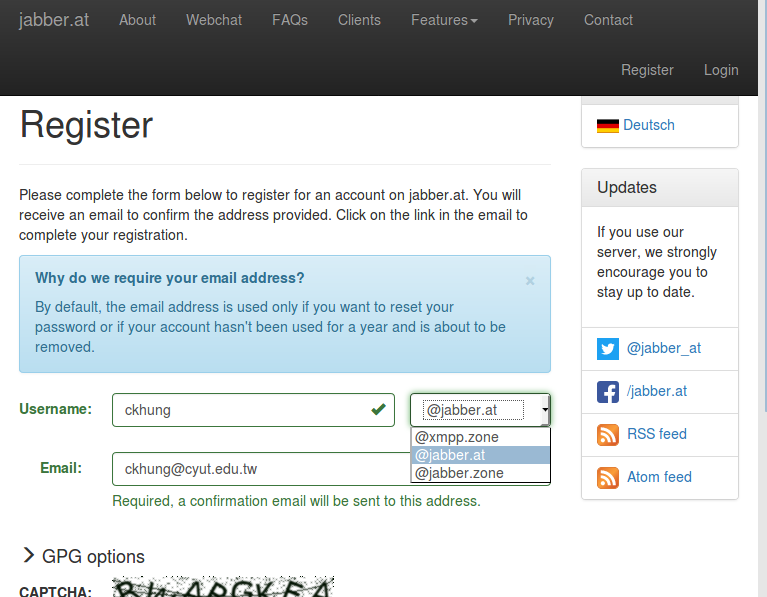 jabber.at About Webchat FAQs Clients Features Privacy Contact
Register Login
Register
Please complete the form below to register for an account on jabber.at. You will
receive an email to confirm the address provided. Click on the link in the email to
complete your registration.
Why do we require your email address? ×
By default, the email address is used only if you want to reset your
password or if your account hasn't been used for a year and is about to be
removed.
Username: ckhung @jabber.at
@xmpp.zone
@jabber.at
@jabber.zone
Email: ckhung@cyut.edu.tw
Required, a confirmation email will be sent to this address.
GPG options
CAPTCHA:
Deutsch
Updates
If you use our
server, we strongly
encourage you to
stay up to date.
@jabber_at
/jabber.at
RSS feed
Atom feed